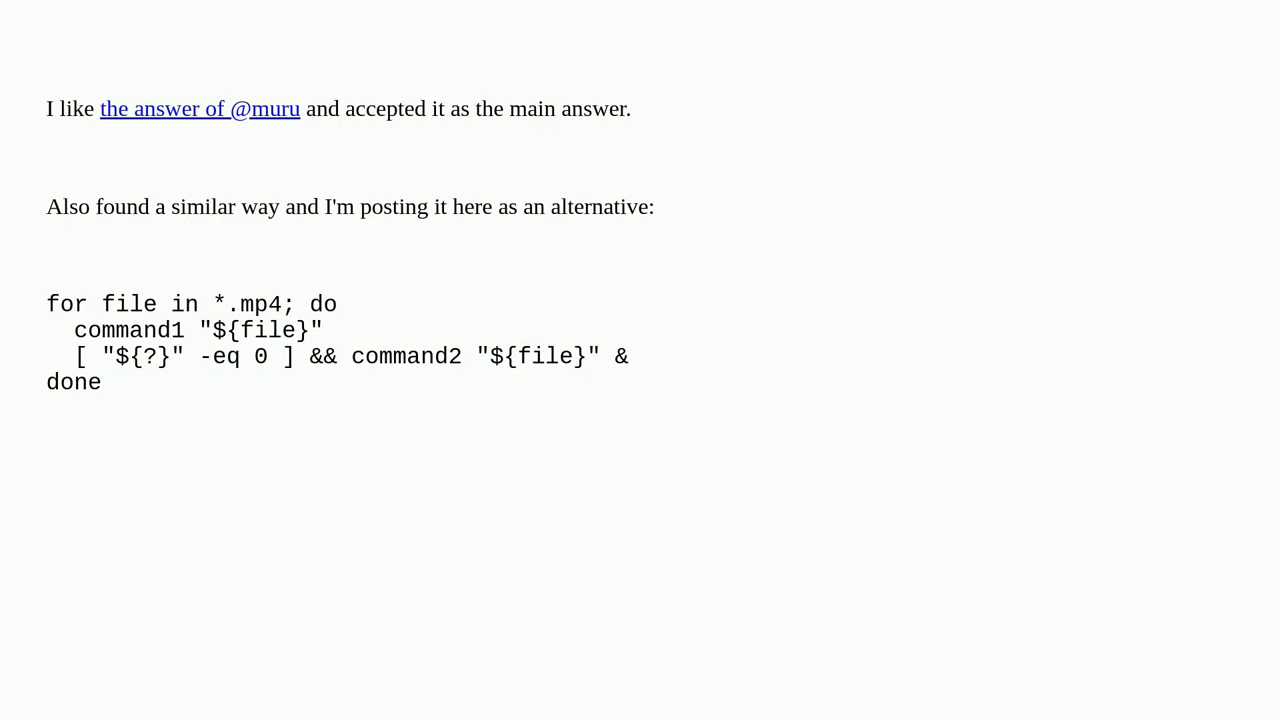 I like the answer of @muru and accepted it as the main answer.
Also found a similar way and I'm posting it here as an alternative:
for file in *.mp4; do
  command1 "${file}"
  [ "${?}" -eq 0 ] && command2 "${file}" &
done